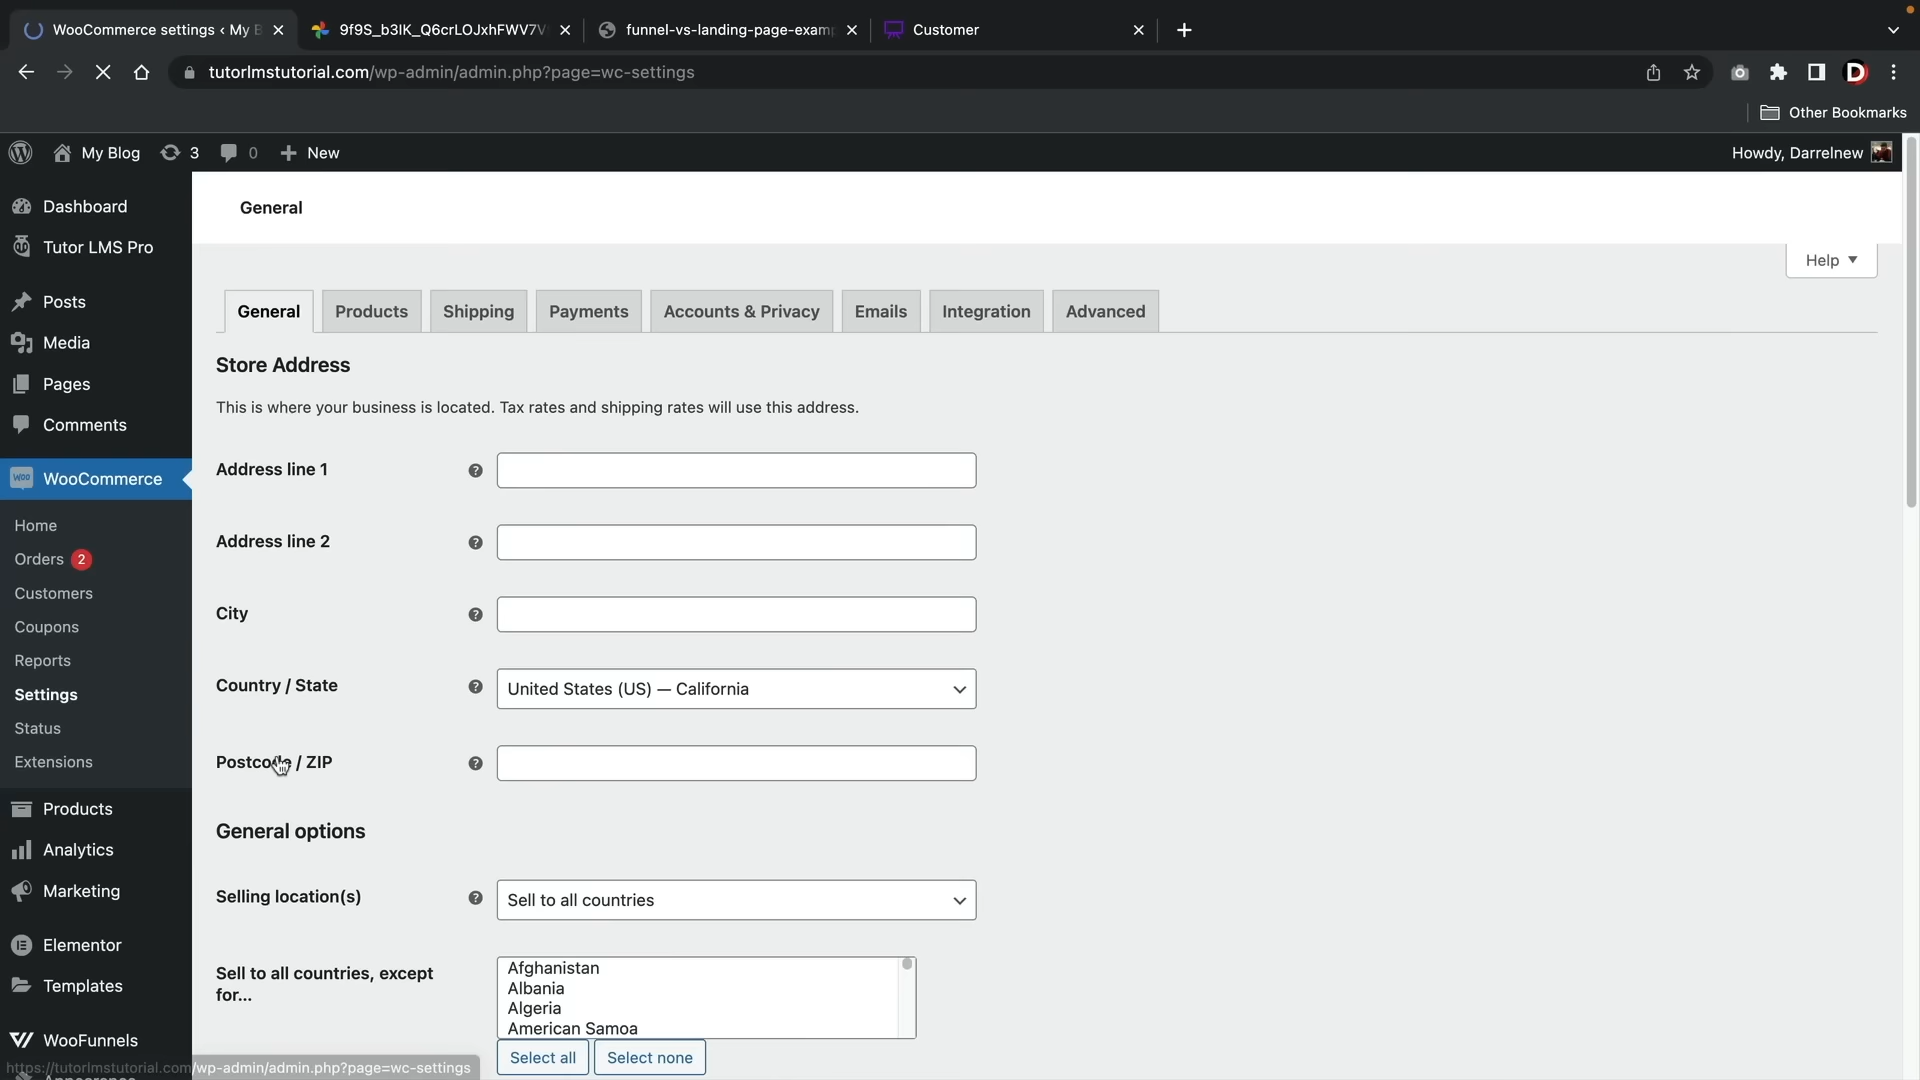 WooCommerce settings ‹ My B
9f9S_b3lK_Q6crLOJxhFWV7V
funnel-vs-landing-page-exam
Customer
tutorlmstutorial.com/wp-admin/admin.php?page=wc-settings
Other Bookmarks
My Blog
3
0
New
Howdy, Darrelnew
Dashboard
Tutor LMS Pro
Posts
Media
Pages
Comments
WooCommerce
Home
Orders 2
Customers
Coupons
Reports
Settings
Status
Extensions
Products
Analytics
Marketing
Elementor
Templates
WooFunnels
https://tutorlmstutorial.com/wp-admin/admin.php?page=wc-settings
General
Help
General
Products
Shipping
Payments
Accounts & Privacy
Emails
Integration
Advanced
Store Address
This is where your business is located. Tax rates and shipping rates will use this address.
Address line 1
Address line 2
City
Country / State
United States (US) — California
Postcode / ZIP
General options
Selling location(s)
Sell to all countries
Sell to all countries, except
for...
Afghanistan
Albania
Algeria
American Samoa
Select all
Select none